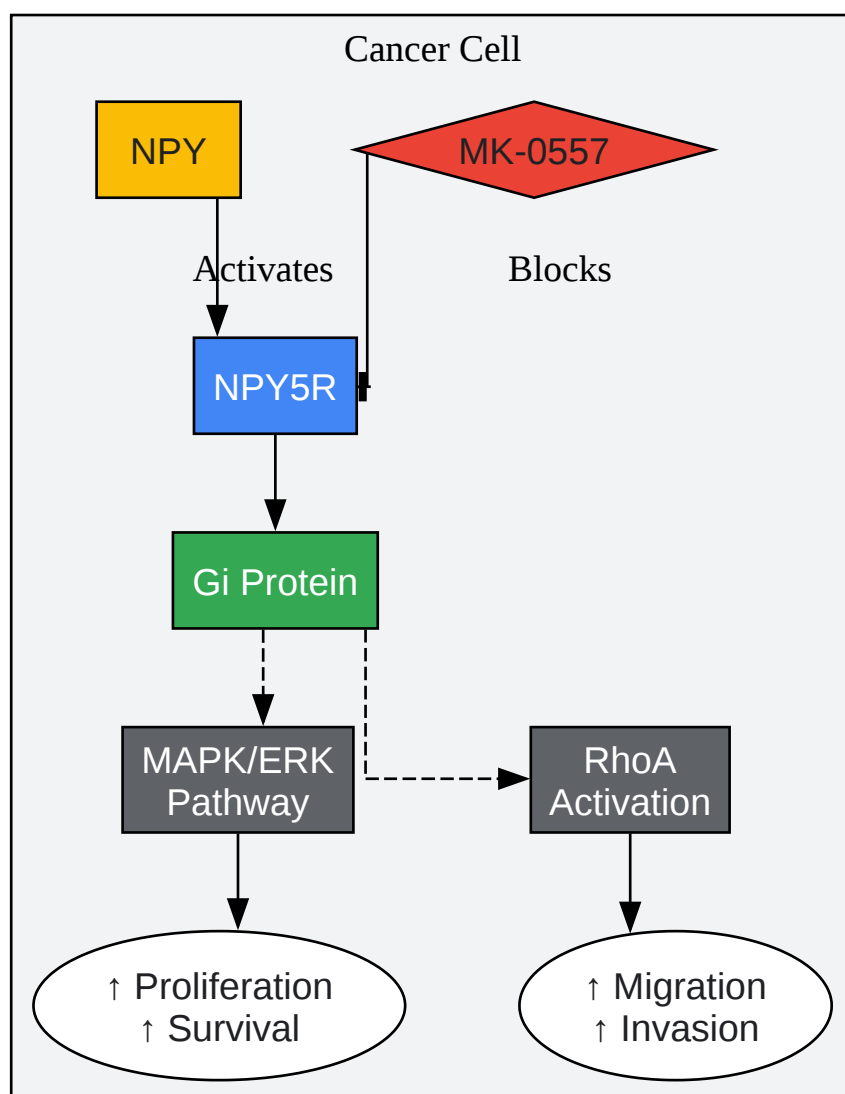 Cancer Cell
NPY
MK-0557
Activates
Blocks
NPY5R
Gi Protein
MAPK/ERK
Pathway
RhoA
Activation
↑ Proliferation
↑ Survival
↑ Migration
↑ Invasion